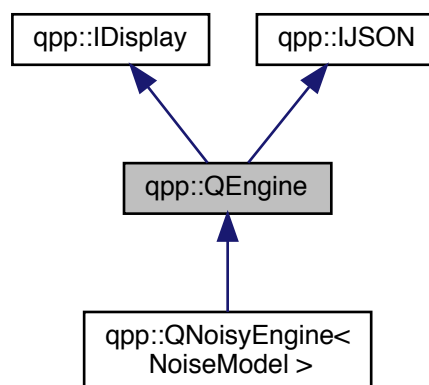 qpp::IDisplay
qpp::IJSON
qpp::QEngine
qpp::QNoisyEngine<
NoiseModel >